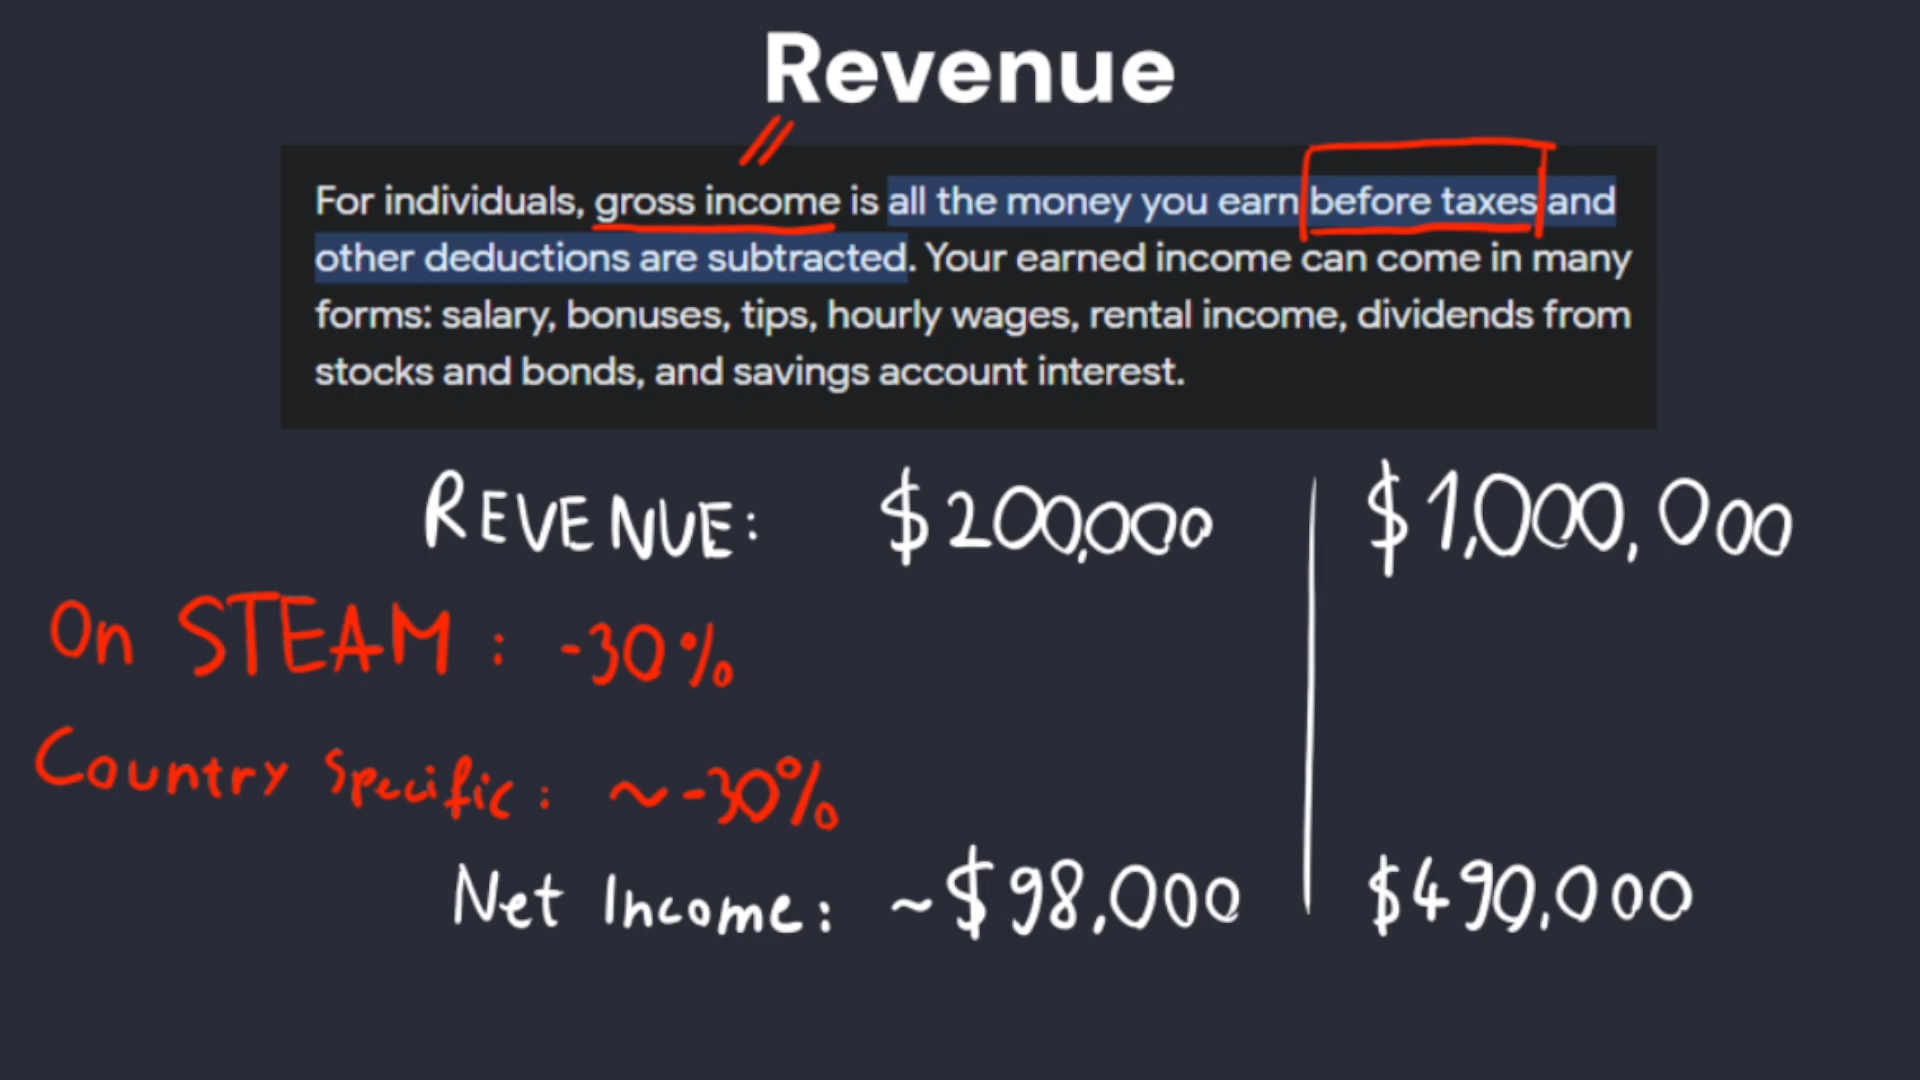 Revenue
For individuals, gross income is all the money you earn before taxes and
other deductions are subtracted. Your earned income can come in many
forms: salary, bonuses, tips, hourly wages, rental income, dividends from
stocks and bonds, and savings account interest.
REVENUE: $200,000 $1,000,000
On STEAM : -30%
Country Specific : ~ -30%
Net Income: ~$98,000 $490,000